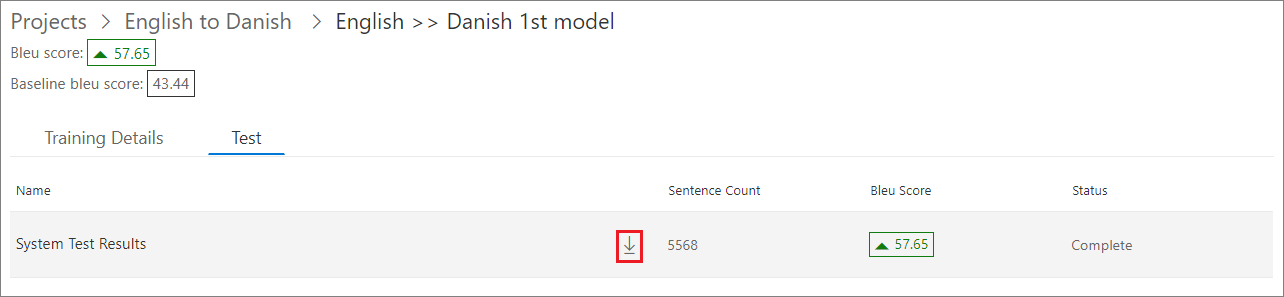 Projects > English to Danish > English >> Danish 1st model
Bleu score: ▲ 57.65
Baseline bleu score: 43.44
Training Details Test
Name Sentence Count Bleu Score Status
System Test Results 5568 ▲ 57.65 Complete